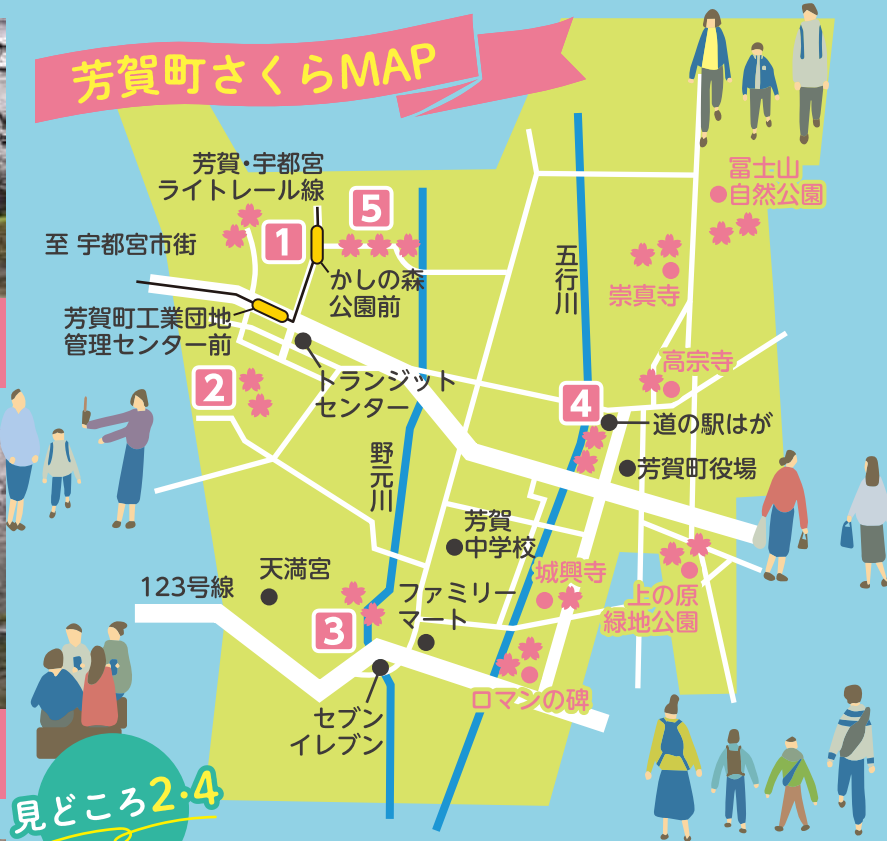 芳賀町さくらMAP
芳賀・宇都宮
ライトレール線
5
1
至 宇都宮市街
かしの森
公園前
芳賀町工業団地
管理センター前
トランジット
センター
2
五行川
冨士山
自然公園
崇真寺
高宗寺
4
道の駅はが
芳賀町役場
野元川
芳賀
中学校
123号線
天満宮
ファミリー
マート
城興寺
上の原
緑地公園
3
ロマンの碑
セブン
イレブン
見どころ2・4